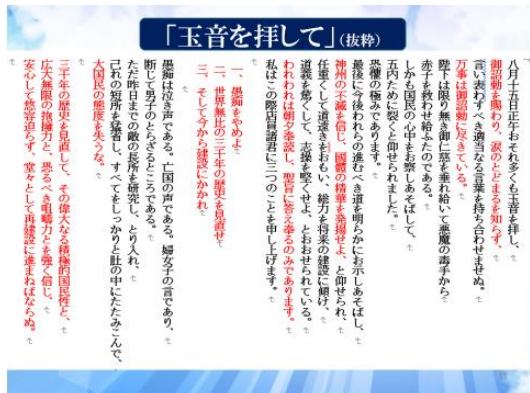 「玉音を拝して」(抜粋)
八月十五日正午おそれ多くも玉音を拝し、
御詔勅を賜わり、涙のとどまるを知らず、
言い表わすべき適当なる言葉を持ち合わせませぬ。
万事は御詔勅に尽きている。
陛下は限り無き御仁慈を垂れ給いて悪魔の毒手から
赤子を救わせ給ふたのである。
しかも国民の心中をお察しあそばして、
五内ために裂くと仰せられました。
恐懼の極みであります。
最後に今後われらの進むべき道を明らかにお示しあそばし、
神州の不滅を信じ、國體の精華を発揚せよ、と仰せられ、
任重くして道遠きをおもい、総力を将来の建設に傾け、
道義を篤くして、志操を堅くせよ、とおおせられている。
われわれは朝夕奉読し、聖旨に答え奉るのみであります。
私はこの際店員諸君に三つのことを申し上げます。
一、愚痴をやめよ
二、世界無比の三千年の歴史を見直せ
三、そして今から建設にかかれ
愚痴は泣き声である。亡国の声である。婦女子の言であり、
断じて男子のとらざるところである。
ただ昨日までの敵の長所を研究し、とり入れ、
己れの短所を猛省し、すべてをしっかりと肚の中にたたみこんで、
大国民の態度を失うな。
三千年の歴史を見直して、その偉大なる積極的国民性と、
広大無限の抱擁力と、恐るべき咀嚼力とを強く信じ、
安心して悠容迫らず、堂々として再建設に進まねばならぬ。